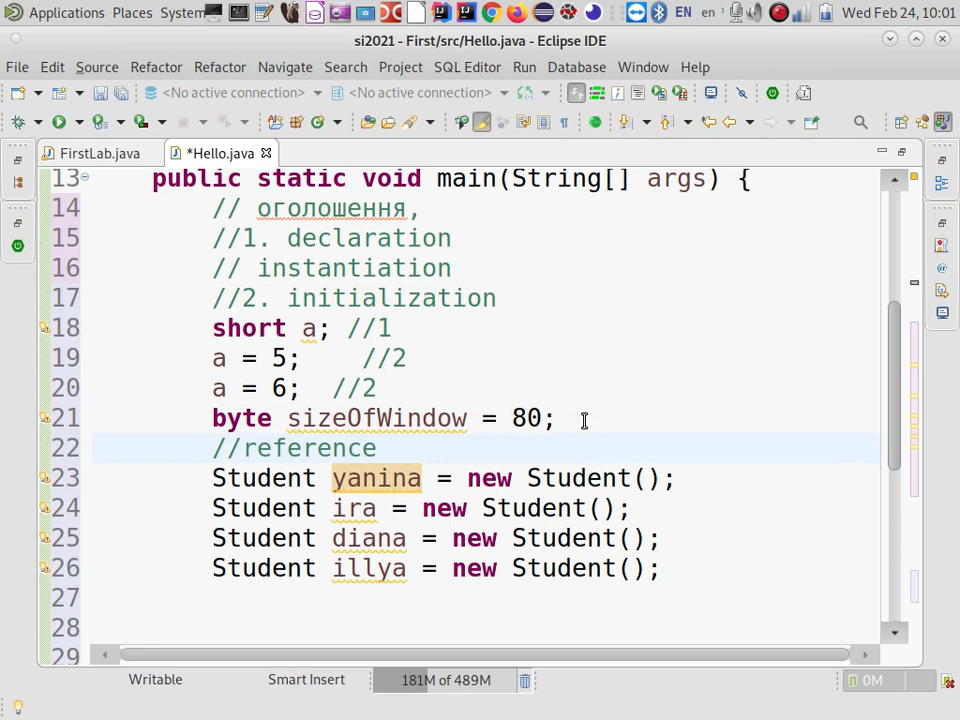 Applications Places System EN en Wed Feb 24, 10:01
si2021 - First/src/Hello.java - Eclipse IDE
File Edit Source Refactor Refactor Navigate Search Project SQL Editor Run Database Window Help
<No active connection> <No active connection>
FirstLab.java *Hello.java
13 public static void main(String[] args) {
14 // оголошення,
15 //1. declaration
16 // instantiation
17 //2. initialization
18 short a; //1
19 a = 5; //2
20 a = 6; //2
21 byte sizeOfWindow = 80;
22 //reference
23 Student yanina = new Student();
24 Student ira = new Student();
25 Student diana = new Student();
26 Student illya = new Student();
27
28
29
Writable Smart Insert 181M of 489M 0M